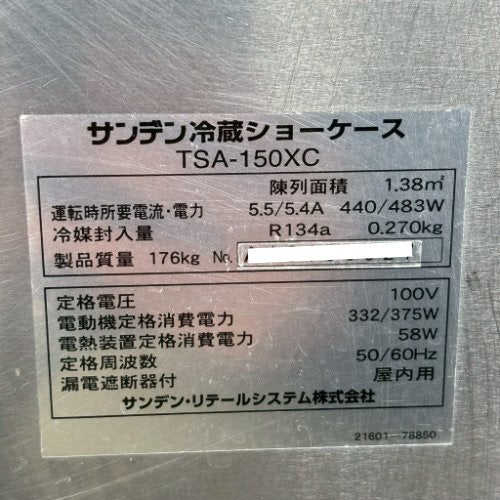 サンデン冷蔵ショーケース
TSA-150XC
陳列面積 1.38㎡
運転時所要電流・電力 5.5/5.4A 440/483W
冷媒封入量 R134a 0.270kg
製品質量 176kg No.
定格電圧 100V
電動機定格消費電力 332/375W
電熱装置定格消費電力 58W
定格周波数 50/60Hz
漏電遮断器付 屋内用
サンデン・リテールシステム株式会社
21601-78850